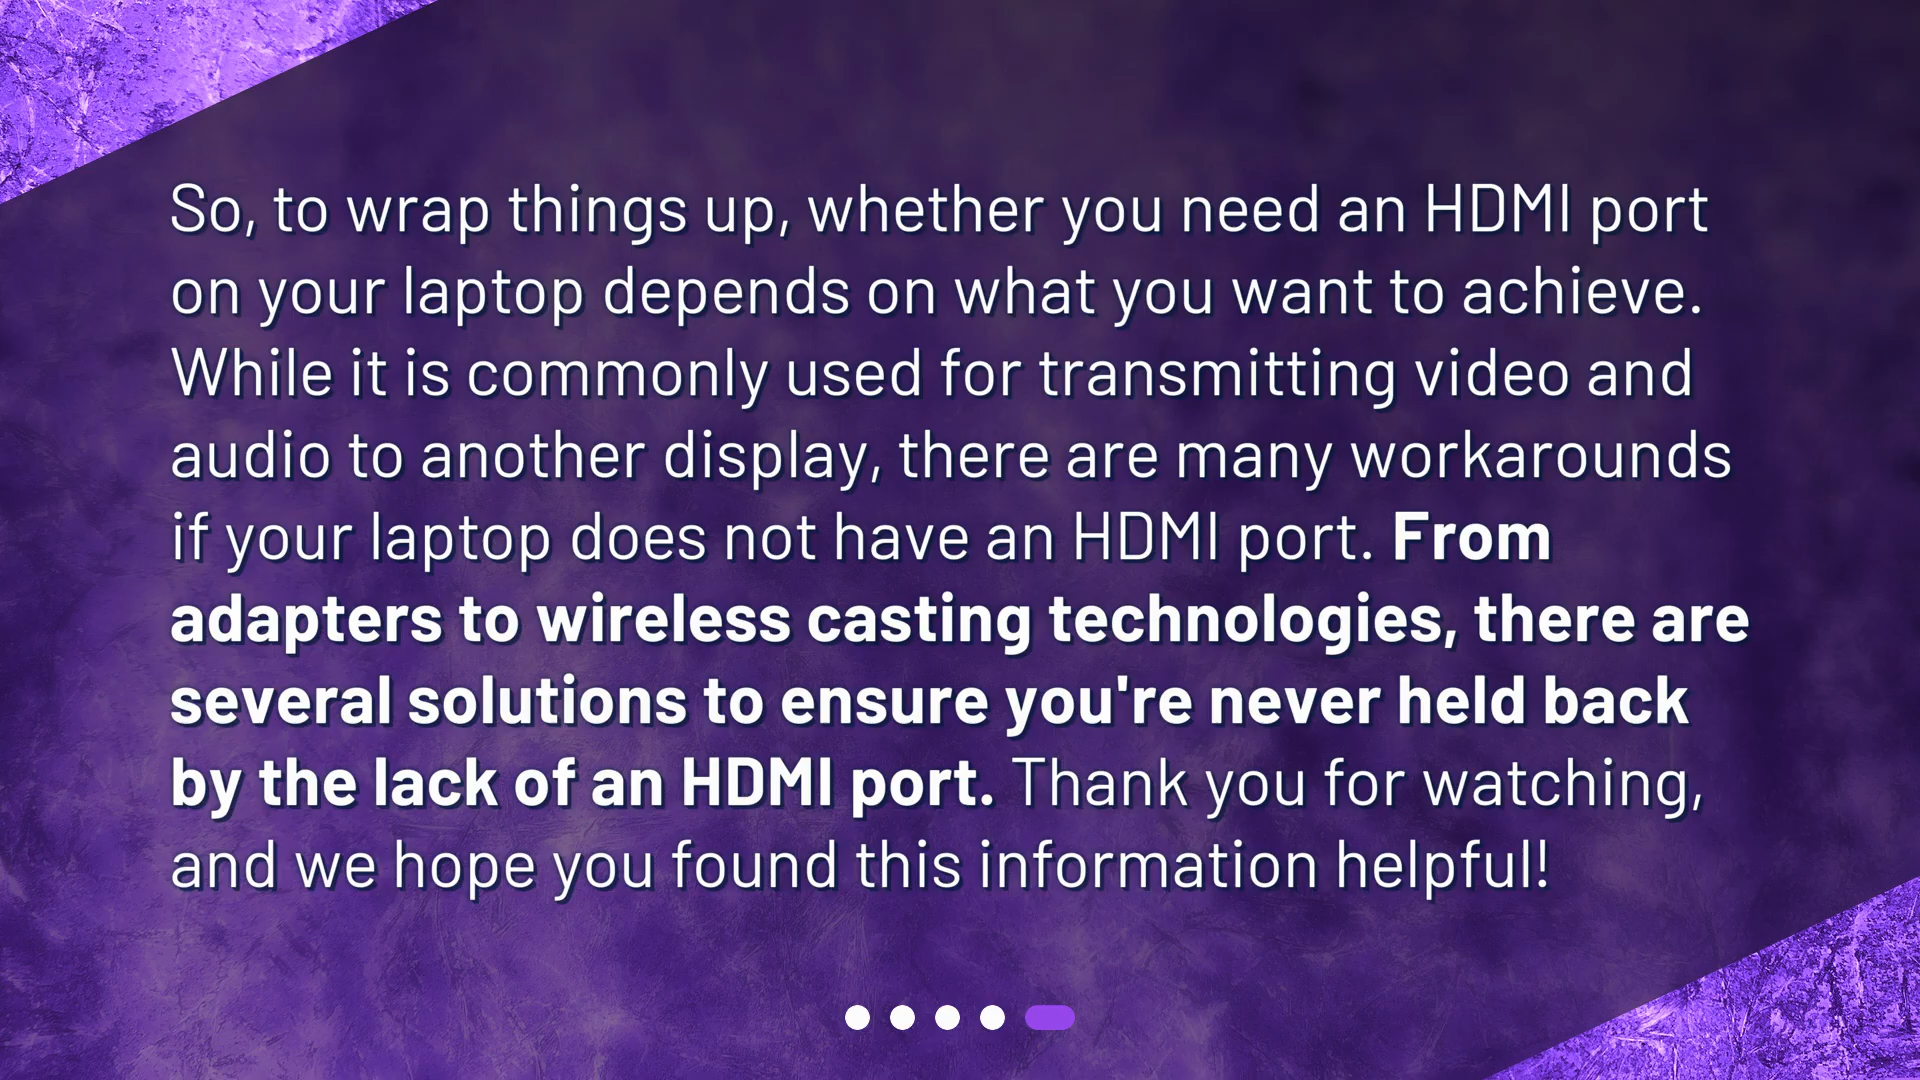 So, to wrap things up, whether you need an HDMI port
on your laptop depends on what you want to achieve.
While it is commonly used for transmitting video and
audio to another display, there are many workarounds
if your laptop does not have an HDMI port. From
adapters to wireless casting technologies, there are
several solutions to ensure you're never held back
by the lack of an HDMI port. Thank you for watching,
and we hope you found this information helpful!